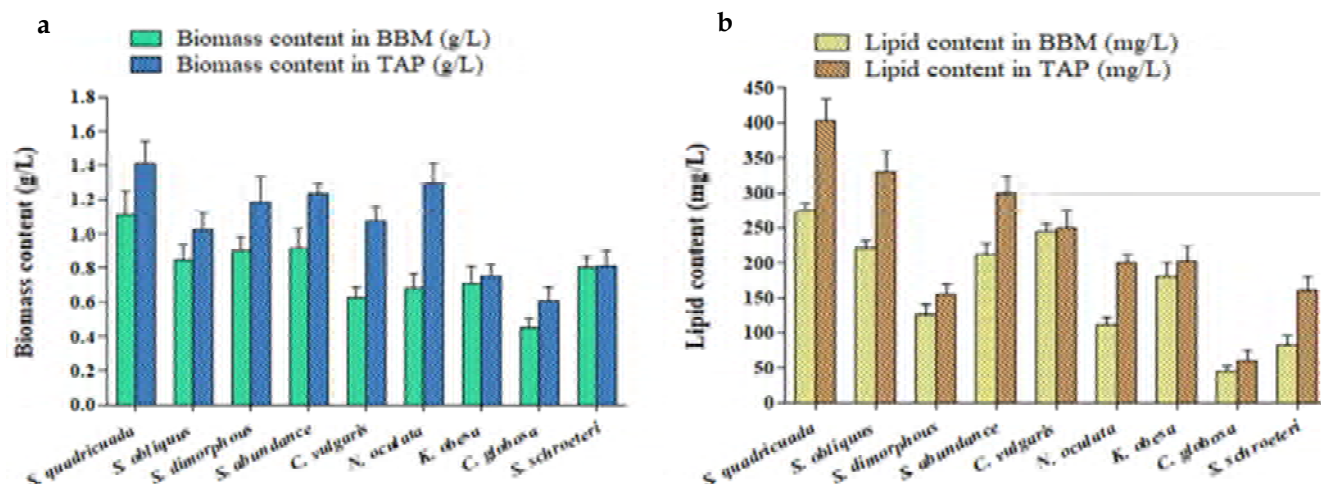 a
Biomass content in BBM (g/L)
Biomass content in TAP (g/L)
Biomass content (g/L)
1.8
1.6
1.4
1.2
1.0
0.8
0.6
0.4
0.2
0.0
S. quadricuada
S. obliquus
S. dimorphous
S. abundance
C. vulgaris
N. oculata
K. obesa
C. globosa
S. schroeteri
b
Lipid content in BBM (mg/L)
Lipid content in TAP (mg/L)
Lipid content (mg/L)
450
400
350
300
250
200
150
100
50
0
S. quadricuada
S. obliquus
S. dimorphous
S. abundance
C. vulgaris
N. oculata
K. obesa
C. globosa
S. schroeteri